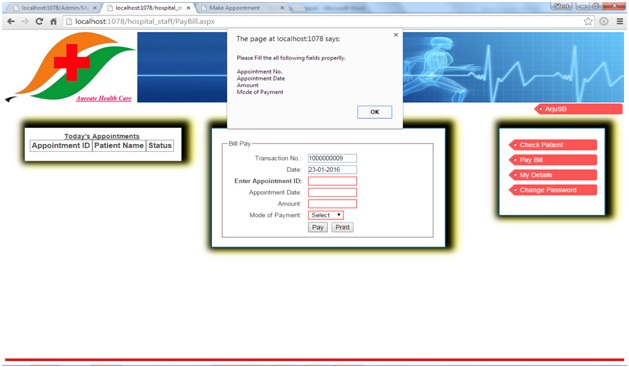 localhost:1078/Admin/M
localhost:1078/hospital_s
Make Appointment
localhost:1078/hospital_staff/PayBill.aspx
The page at localhost:1078 says:
Please Fill the all following fields properlly.
Appointment No.
Appointment Date
Amount
Mode of Payment
OK
Aureate Health Care
ArjuSB
Today's Appointments
Appointment ID Patient Name Status
Bill Pay
Transaction No.: 1000000009
Date: 23-01-2016
Enter Appointment ID:
Appointment Date:
Amount:
Mode of Payment: Select
Pay Print
Check Patient
Pay Bill
My Details
Change Password